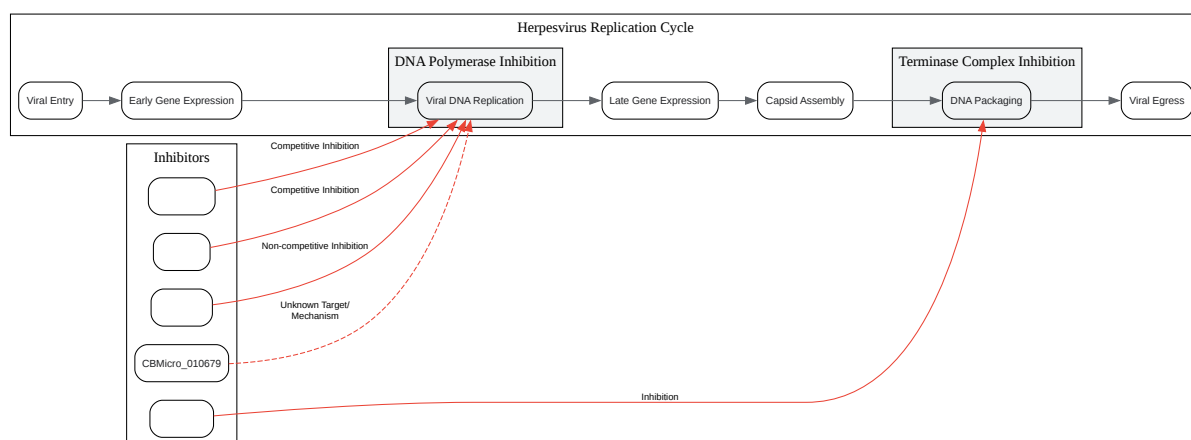 Herpesvirus Replication Cycle
DNA Polymerase Inhibition
Terminase Complex Inhibition
Viral Entry
Early Gene Expression
Viral DNA Replication
Late Gene Expression
Capsid Assembly
DNA Packaging
Viral Egress
Inhibitors
Competitive Inhibition
Competitive Inhibition
Non-competitive Inhibition
Unknown Target/
Mechanism
CBMicro_010679
Inhibition